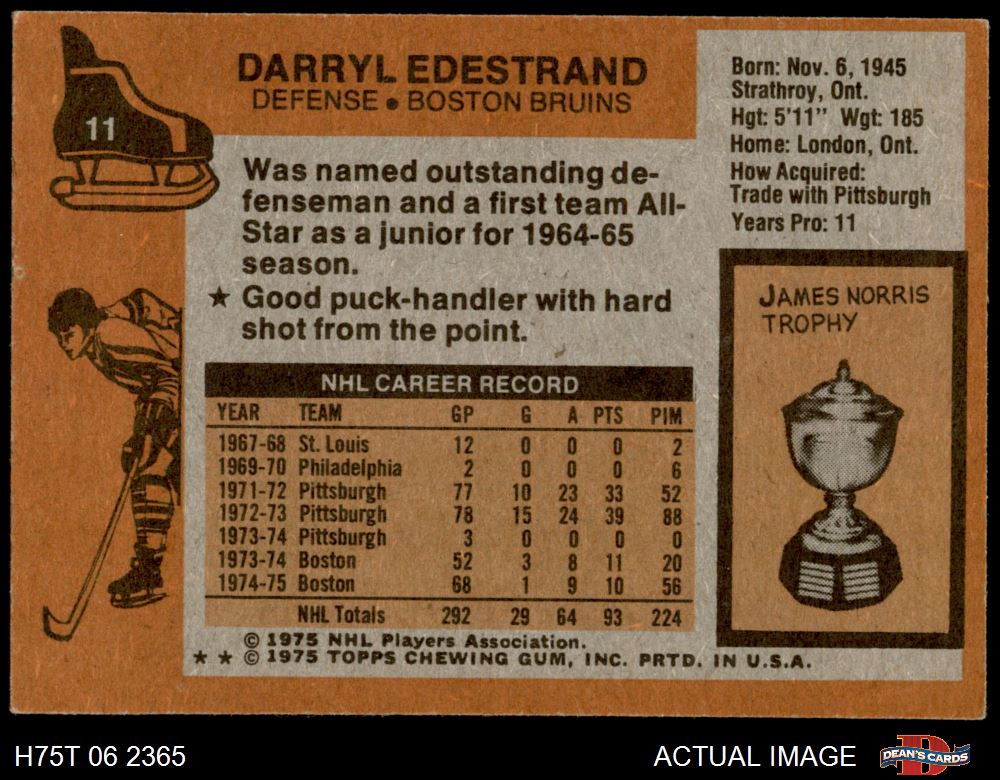 11
DARRYL EDESTRAND
DEFENSE • BOSTON BRUINS
Born: Nov. 6, 1945
Strathroy, Ont.
Hgt: 5'11" Wgt: 185
Home: London, Ont.
How Acquired:
Trade with Pittsburgh
Years Pro: 11
Was named outstanding de-
fenseman and a first team All-
Star as a junior for 1964-65
season.
★ Good puck-handler with hard
shot from the point.
JAMES NORRIS
TROPHY
NHL CAREER RECORD
YEAR TEAM GP G A PTS PIM
1967-68 St. Louis 12 0 0 0 2
1969-70 Philadelphia 2 0 0 0 6
1971-72 Pittsburgh 77 10 23 33 52
1972-73 Pittsburgh 78 15 24 39 88
1973-74 Pittsburgh 3 0 0 0 0
1973-74 Boston 52 3 8 11 20
1974-75 Boston 68 1 9 10 56
NHL Totals 292 29 64 93 224
© 1975 NHL Players Association.
★ ★ © 1975 TOPPS CHEWING GUM, INC. PRTD. IN U.S.A.
H75T 06 2365
ACTUAL IMAGE
DEAN'S CARDS